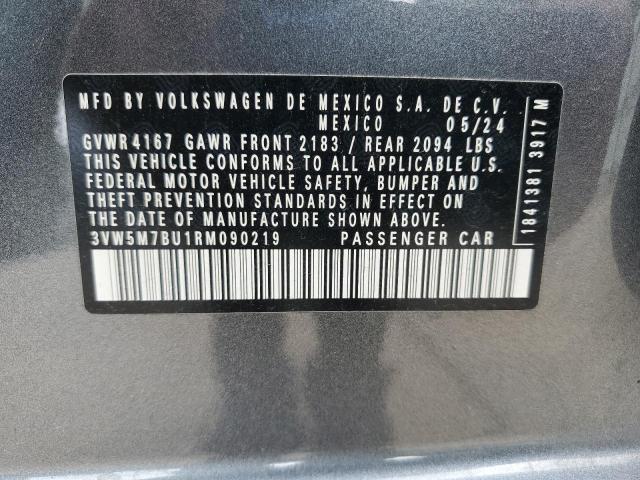 MFD BY VOLKSWAGEN DE MEXICO S.A. DE C.V.
MEXICO 05/24
GVWR 4167 GAWR FRONT 2183 / REAR 2094 LBS
THIS VEHICLE CONFORMS TO ALL APPLICABLE U.S.
FEDERAL MOTOR VEHICLE SAFETY, BUMPER AND
THEFT PREVENTION STANDARDS IN EFFECT ON
THE DATE OF MANUFACTURE SHOWN ABOVE.
3VW5M7BU1RM090219 PASSENGER CAR
1841381 3917 M